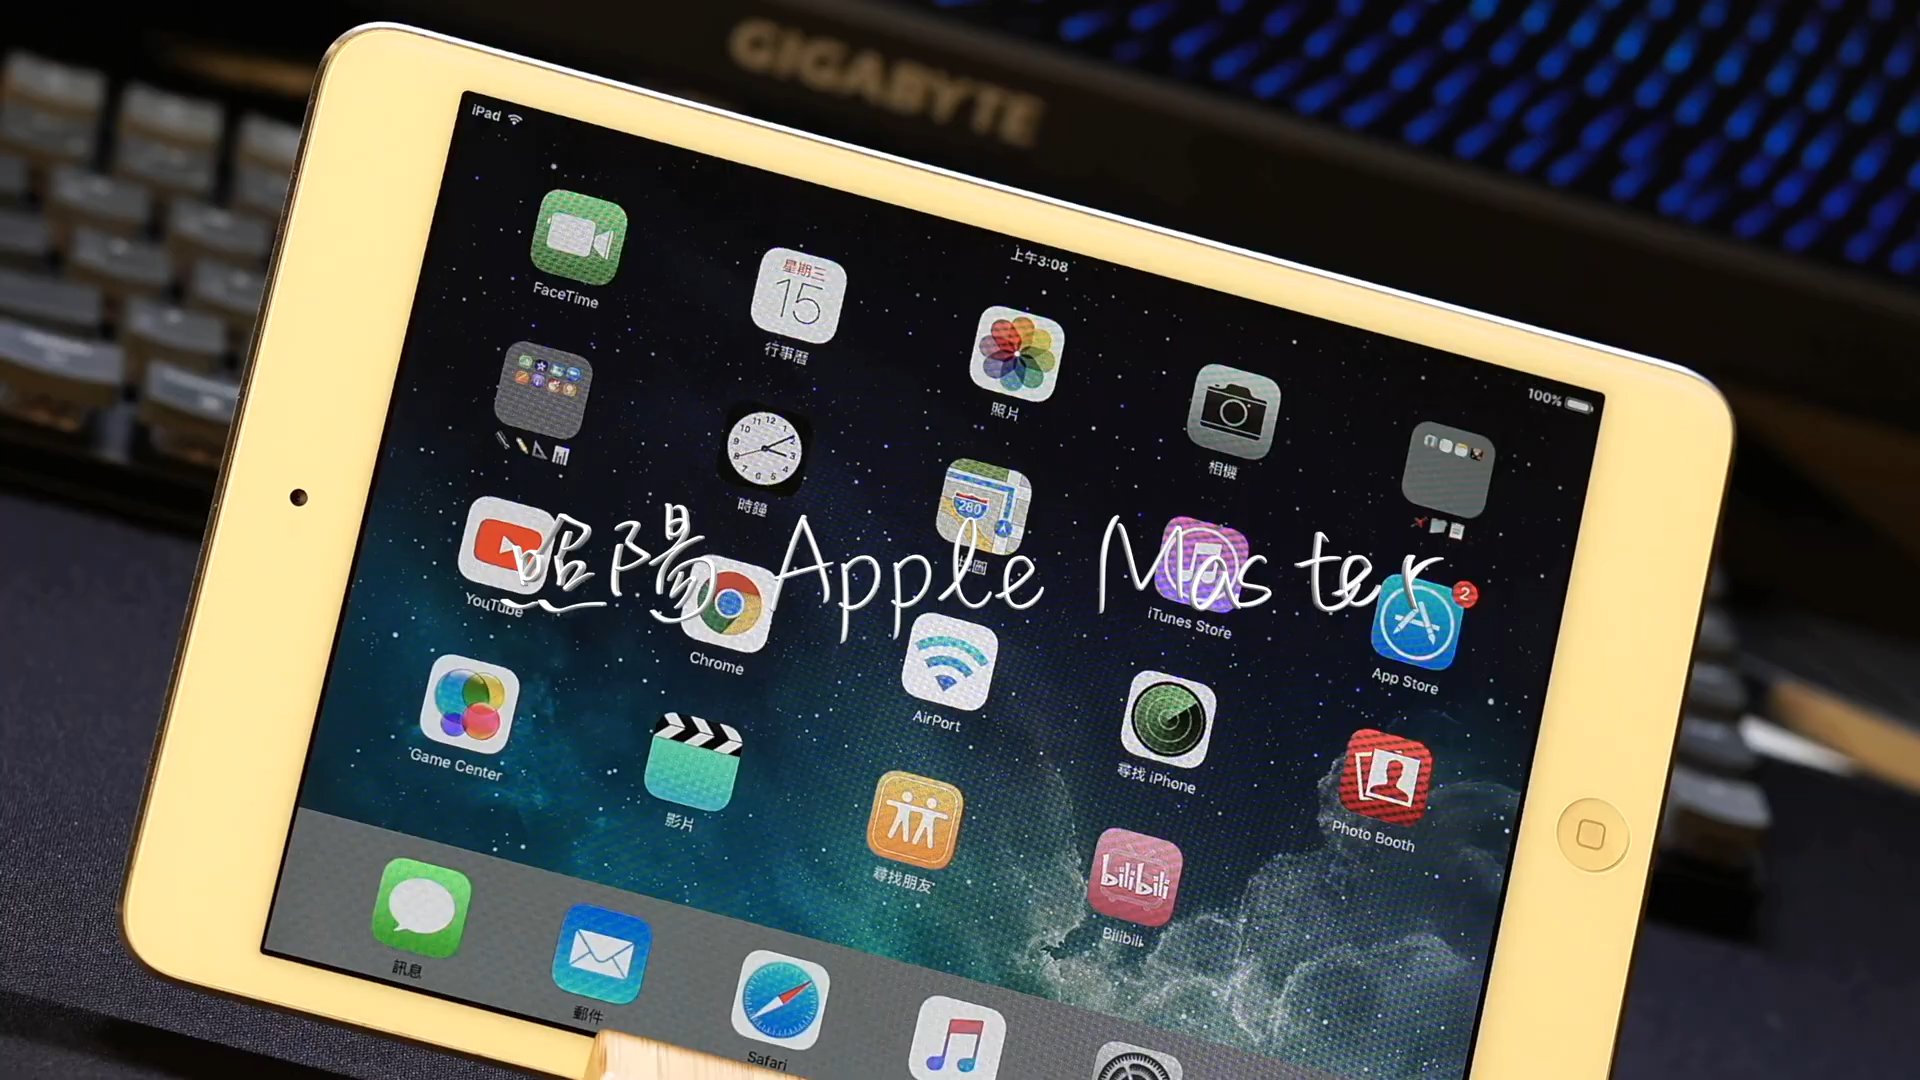 GIGABYTE
iPad
上午3:08
100%
FaceTime
星期三
15
行事曆
照片
相機
時鐘
280
YouTube
昭陽 Apple Master
Chrome
iTunes Store
2
App Store
Game Center
影片
AirPort
尋找 iPhone
Photo Booth
尋找朋友
bilibili
Bilibili
訊息
郵件
Safari